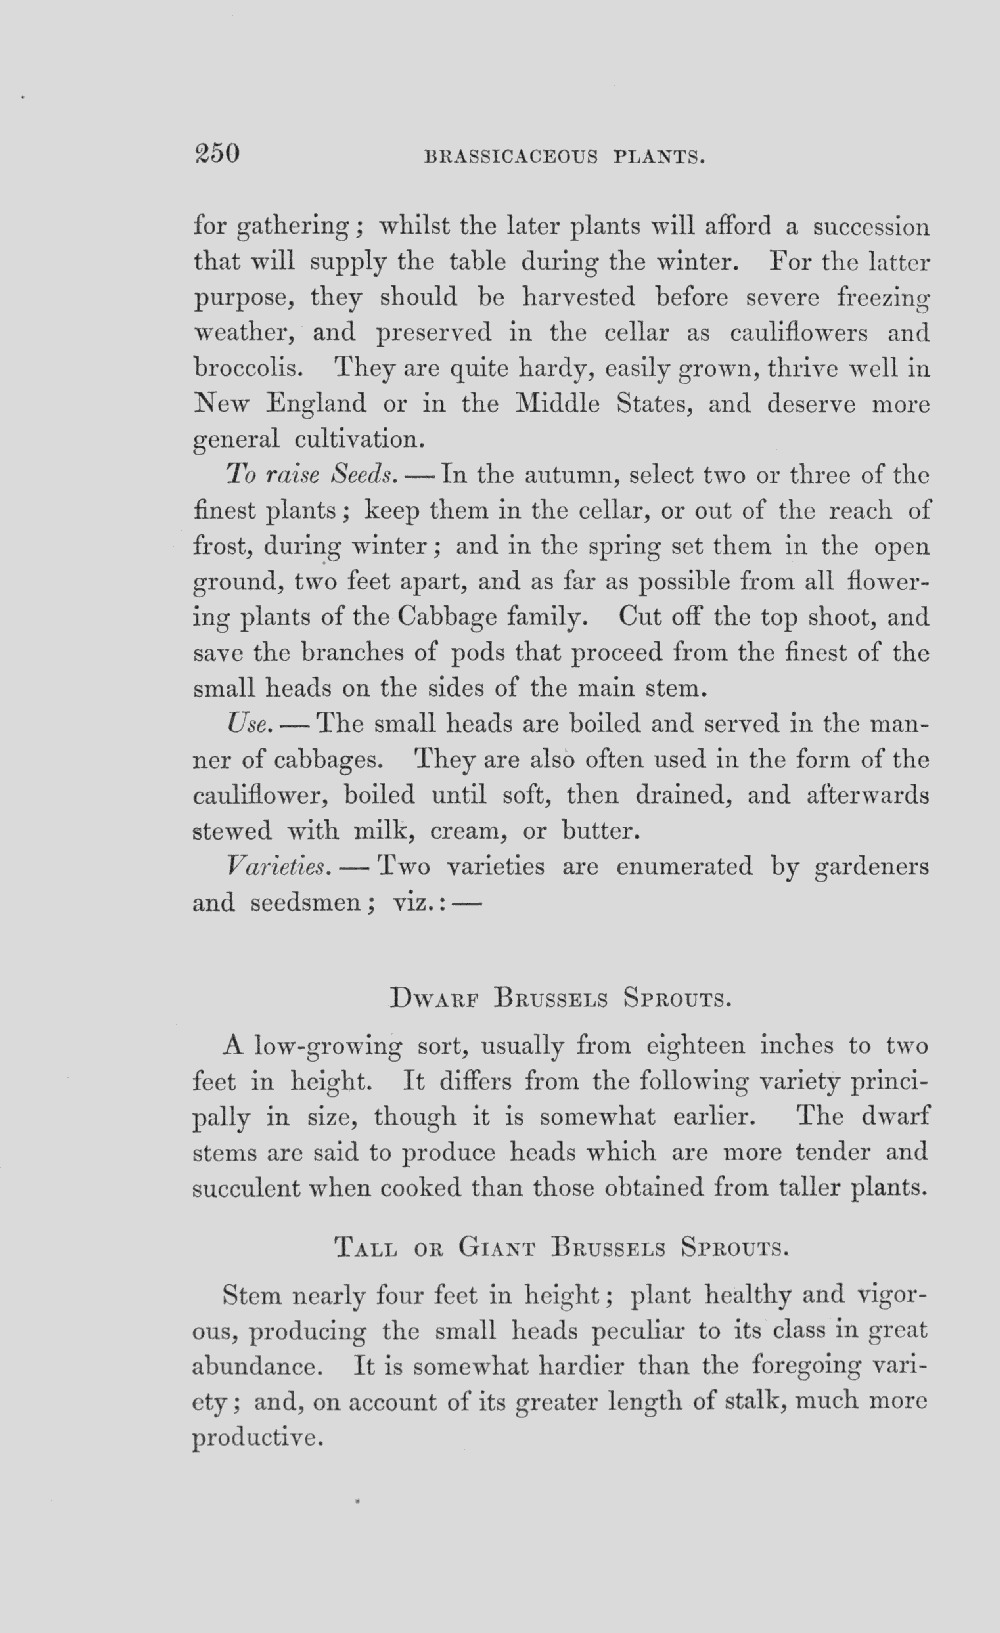 250 BRASSICACEOUS PLANTS.
for gathering; whilst the later plants will afford a succession
that will supply the table during the winter. For the latter
purpose, they should be harvested before severe freezing
weather, and preserved in the cellar as cauliflowers and
broccolis. They are quite hardy, easily grown, thrive well in
New England or in the Middle States, and deserve more
general cultivation.
To raise Seeds. — In the autumn, select two or three of the
finest plants; keep them in the cellar, or out of the reach of
frost, during winter; and in the spring set them in the open
ground, two feet apart, and as far as possible from all flower-
ing plants of the Cabbage family. Cut off the top shoot, and
save the branches of pods that proceed from the finest of the
small heads on the sides of the main stem.
Use. — The small heads are boiled and served in the man-
ner of cabbages. They are also often used in the form of the
cauliflower, boiled until soft, then drained, and afterwards
stewed with milk, cream, or butter.
Varieties. — Two varieties are enumerated by gardeners
and seedsmen; viz.: —
DWARF BRUSSELS SPROUTS.
A low-growing sort, usually from eighteen inches to two
feet in height. It differs from the following variety princi-
pally in size, though it is somewhat earlier. The dwarf
stems are said to produce heads which are more tender and
succulent when cooked than those obtained from taller plants.
TALL OR GIANT BRUSSELS SPROUTS.
Stem nearly four feet in height; plant healthy and vigor-
ous, producing the small heads peculiar to its class in great
abundance. It is somewhat hardier than the foregoing vari-
ety; and, on account of its greater length of stalk, much more
productive.